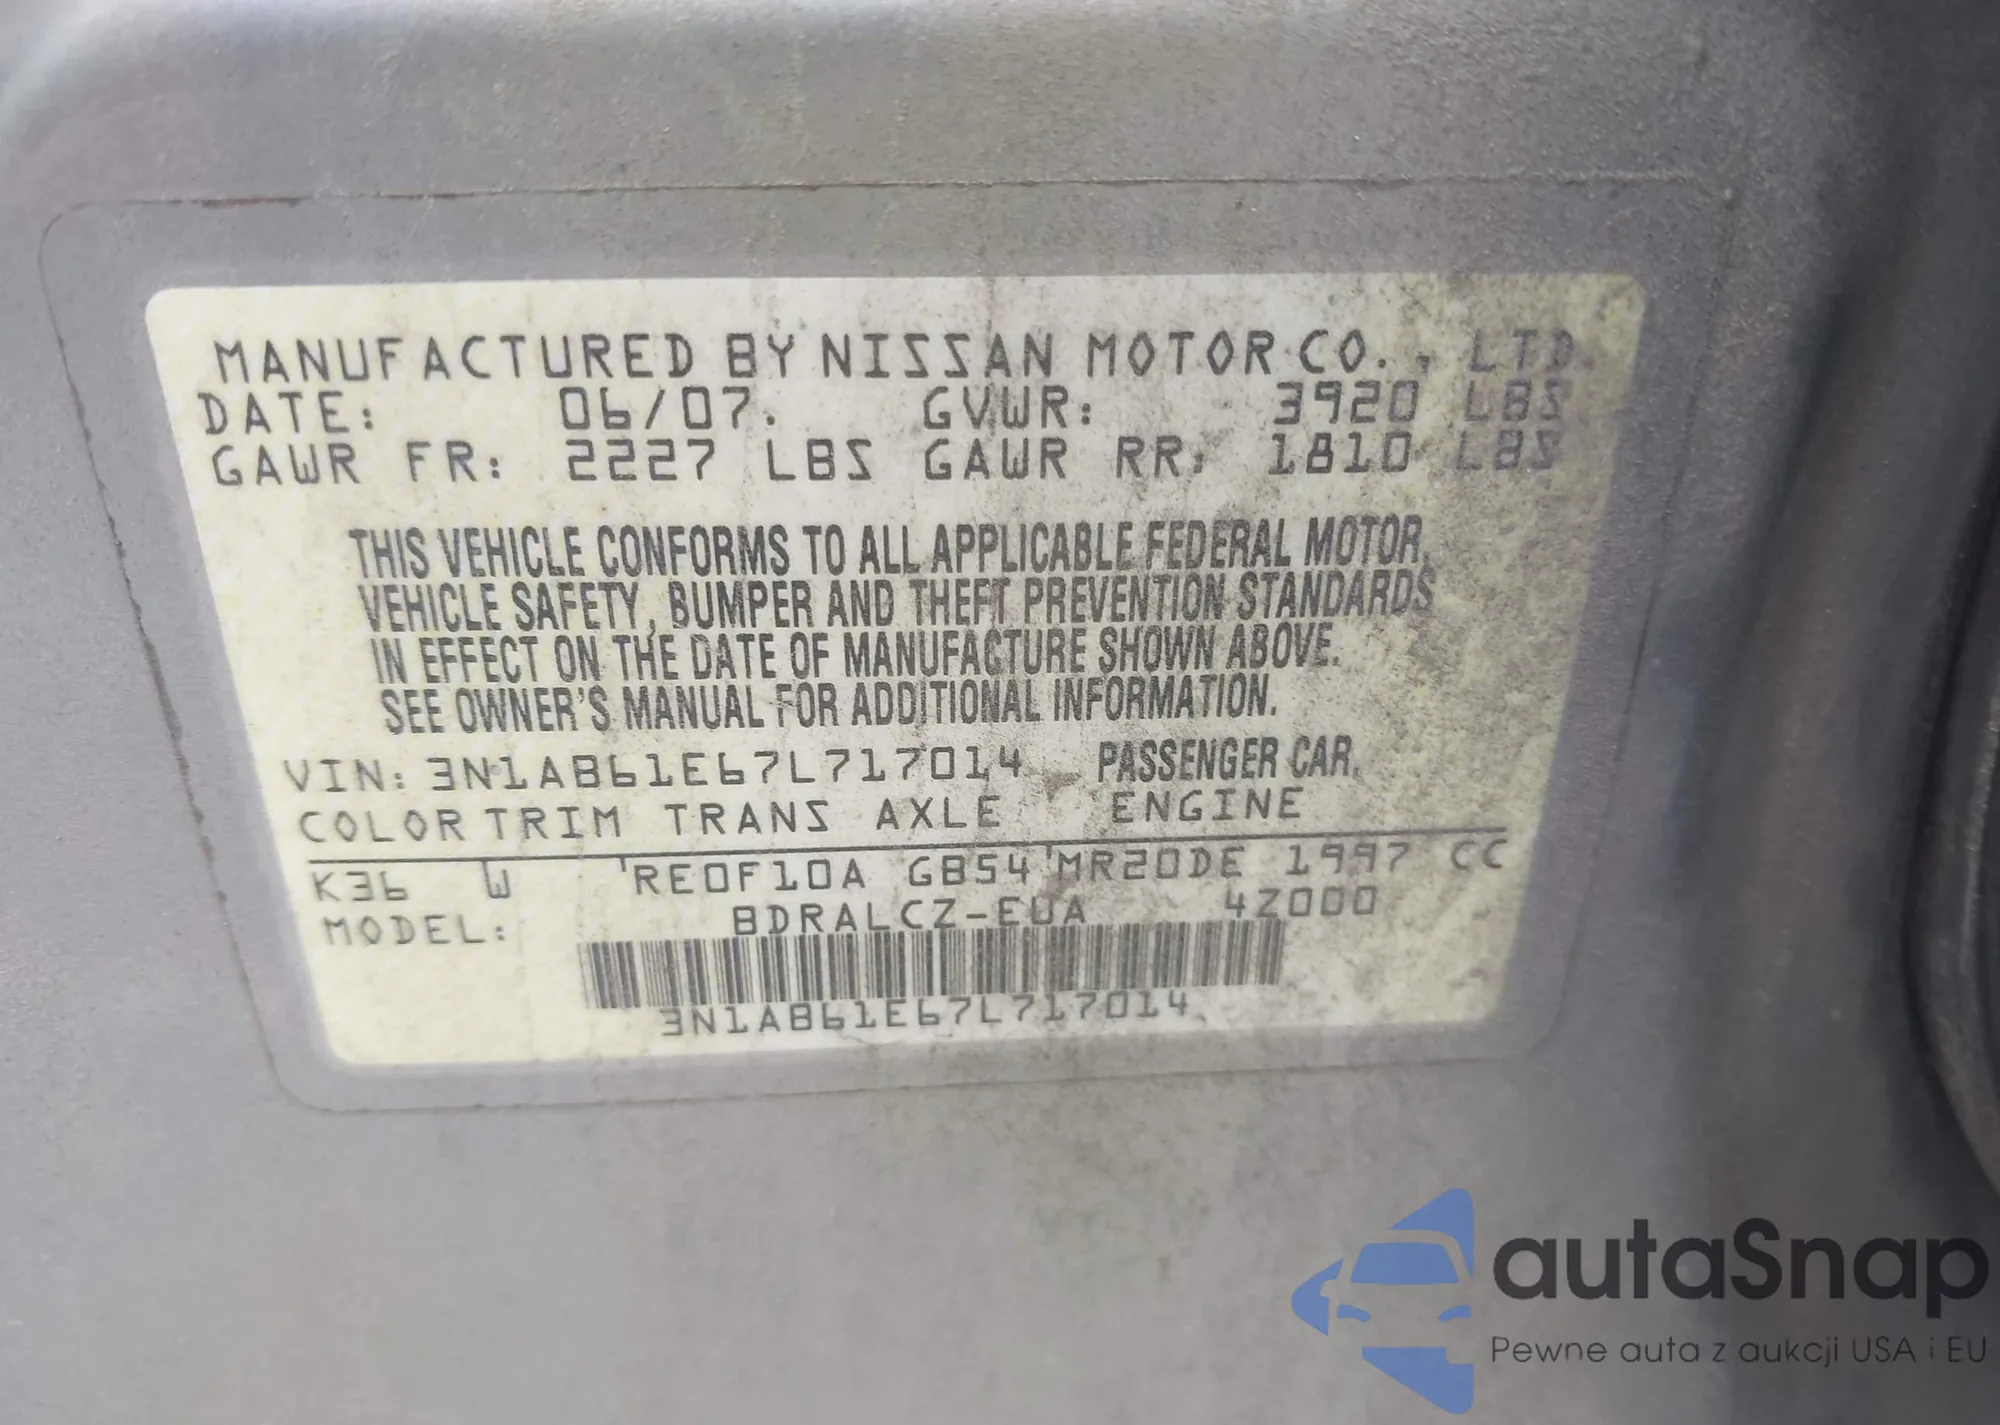 MANUFACTURED BY NISSAN MOTOR CO., LTD.
DATE: 06/07. GVWR: 3920 LBS
GAWR FR: 2227 LBS GAWR RR: 1810 LBS
THIS VEHICLE CONFORMS TO ALL APPLICABLE FEDERAL MOTOR
VEHICLE SAFETY, BUMPER AND THEFT PREVENTION STANDARDS
IN EFFECT ON THE DATE OF MANUFACTURE SHOWN ABOVE.
SEE OWNER'S MANUAL FOR ADDITIONAL INFORMATION.
VIN: 3N1AB61E67L717014 PASSENGER CAR.
COLOR TRIM TRANS AXLE ENGINE
K36 W RE0F10A GB54 MR20DE 1997 CC
MODEL: BDRALCZ-EUA 4Z000
3N1AB61E67L717014
autaSnap
Pewne auta z aukcji USA i EU